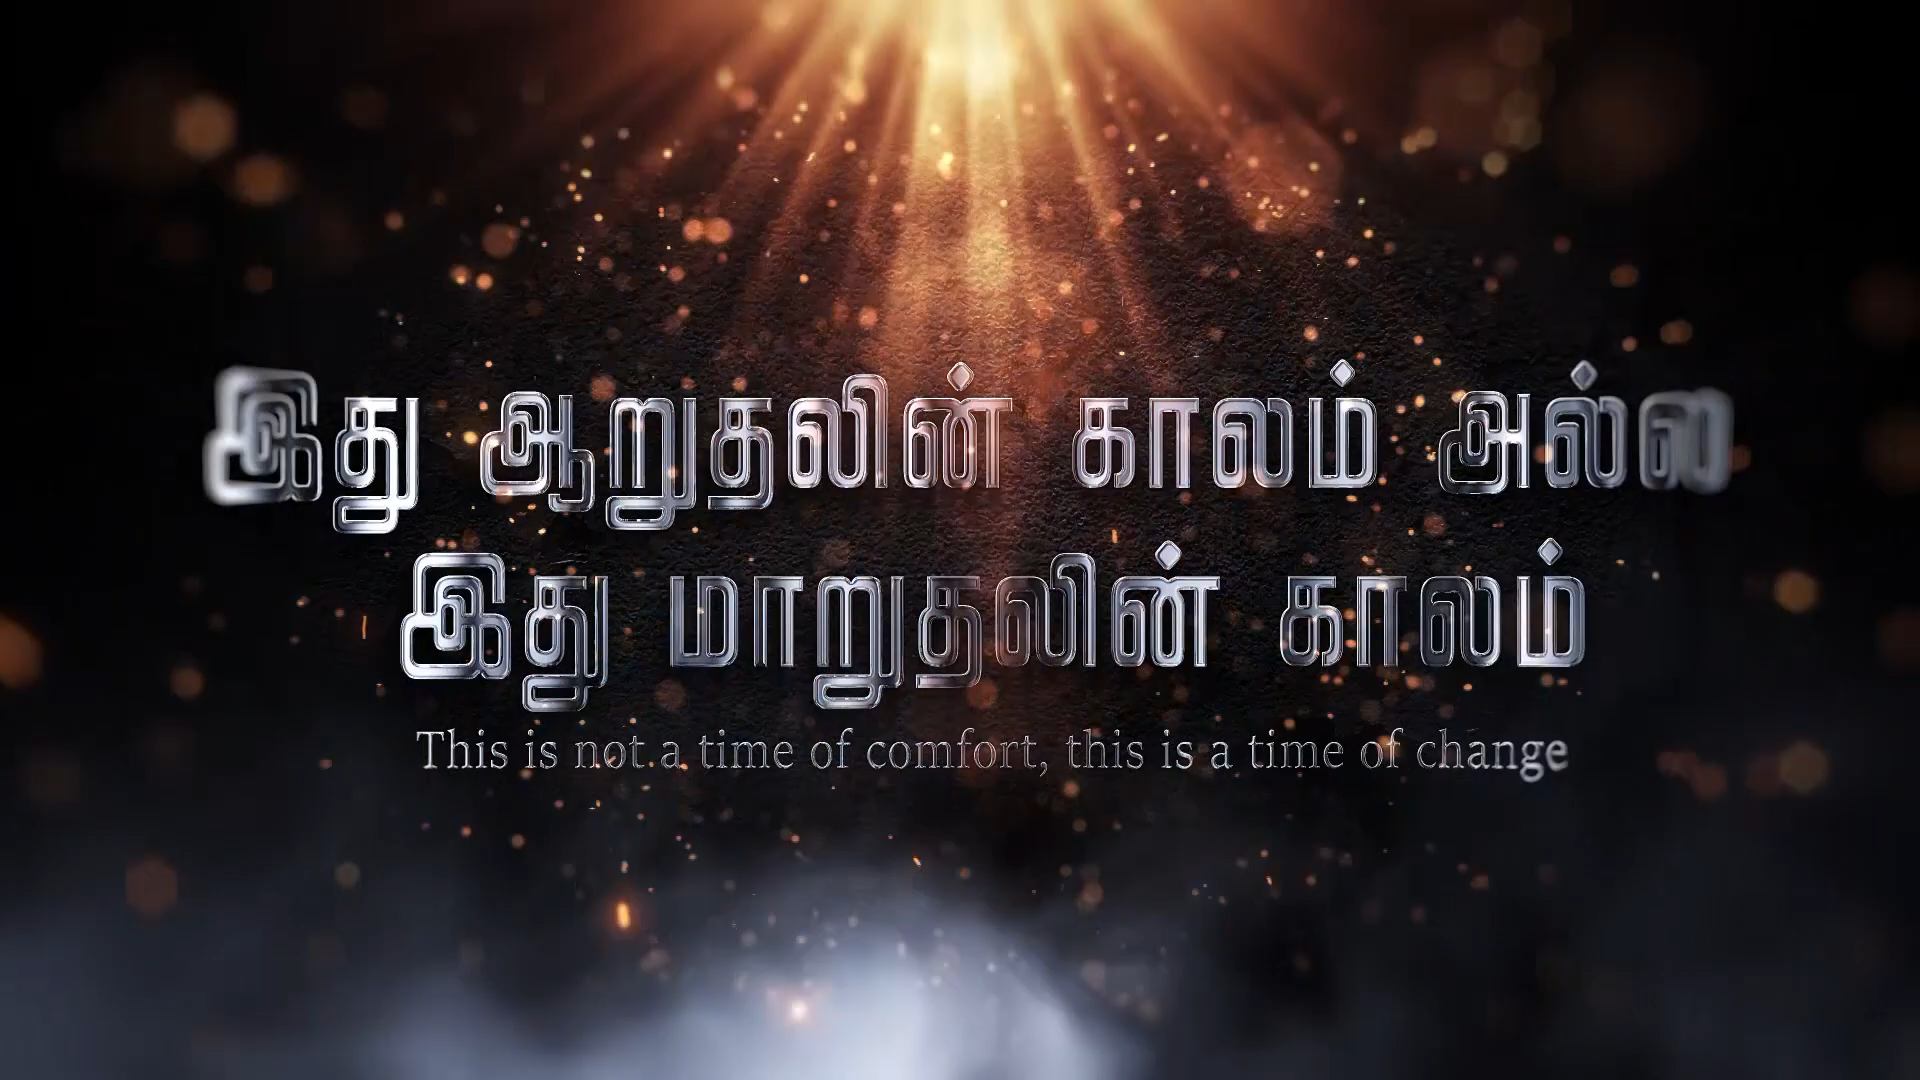 இது ஆறுதலின் காலம் அல்ல
இது மாறுதலின் காலம்
This is not a time of comfort, this is a time of change